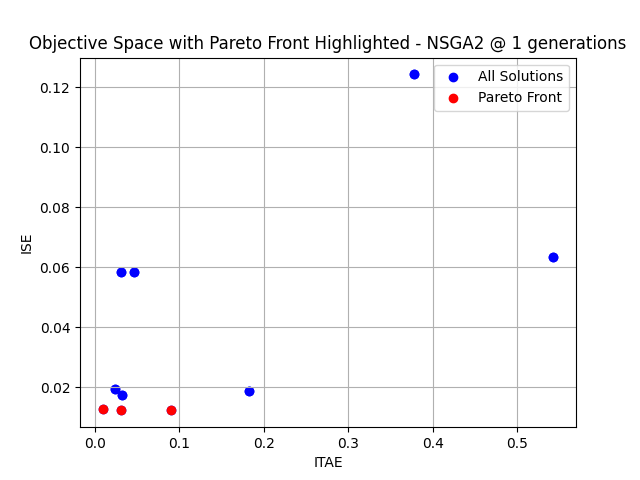 Objective Space with Pareto Front Highlighted - NSGA2 @ 1 generations
All Solutions
Pareto Front
0.12
0.10
0.08
0.06
0.04
0.02
ISE
0.0 0.1 0.2 0.3 0.4 0.5
ITAE